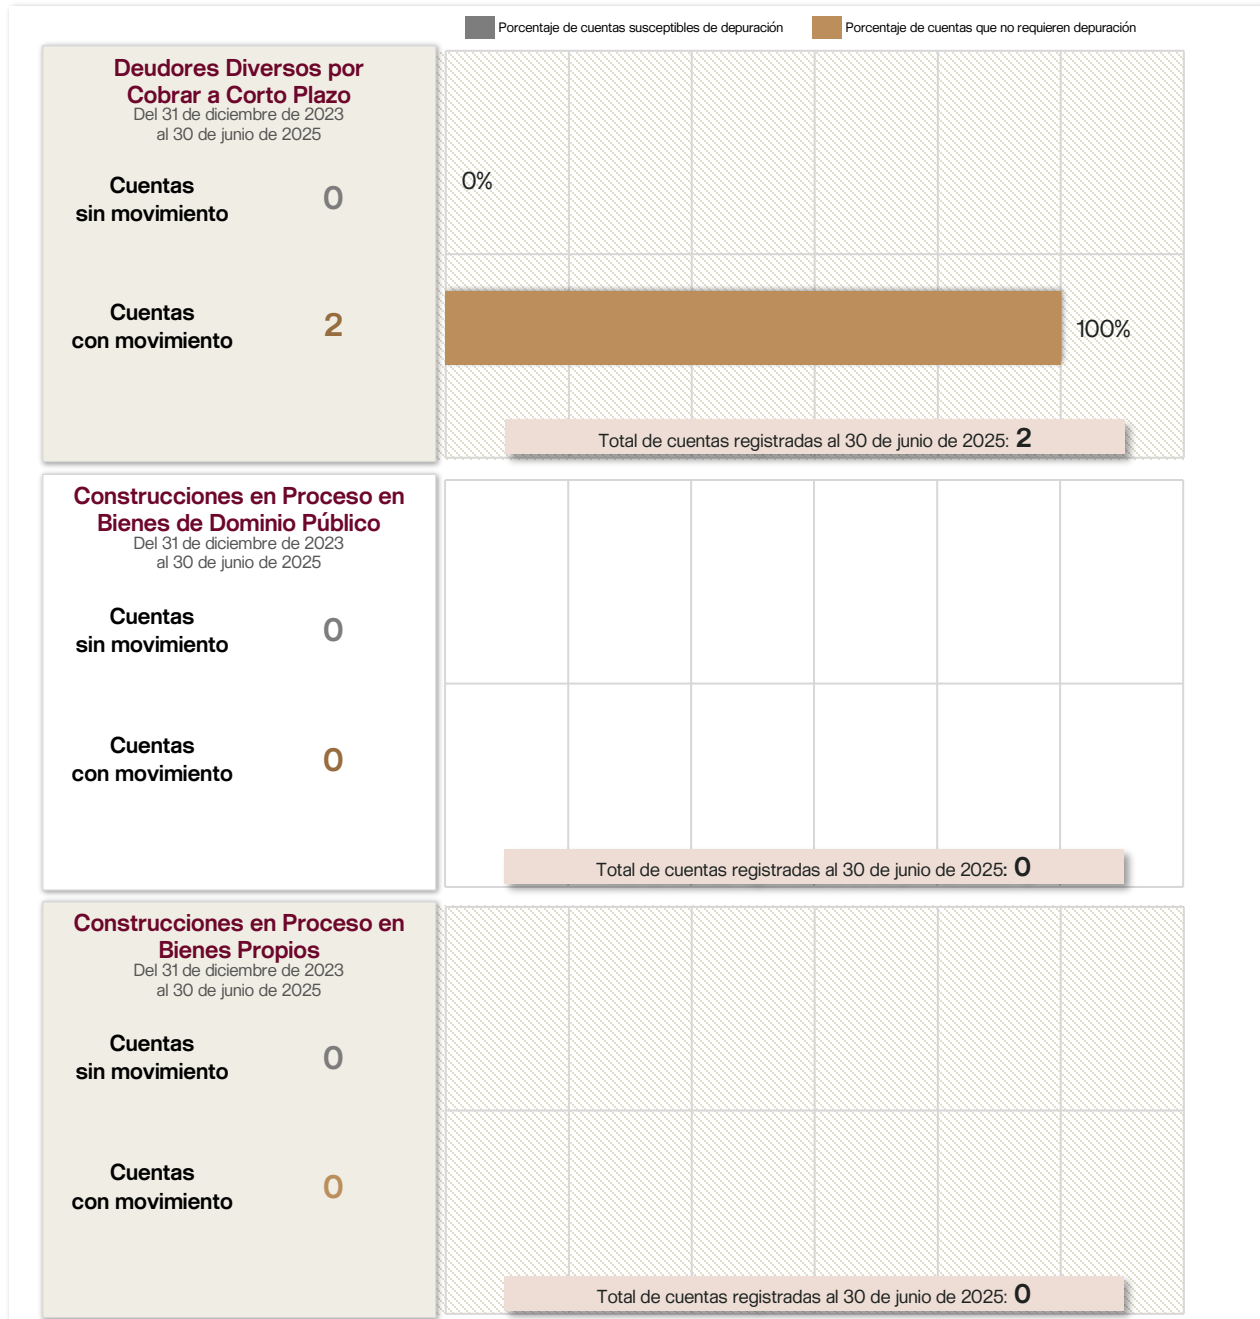 Porcentaje de cuentas susceptibles de depuración
Porcentaje de cuentas que no requieren depuración
Deudores Diversos por
Cobrar a Corto Plazo
Del 31 de diciembre de 2023
al 30 de junio de 2025
Cuentas
sin movimiento
0
0%
Cuentas
con movimiento
2
100%
Total de cuentas registradas al 30 de junio de 2025: 2
Construcciones en Proceso en
Bienes de Dominio Público
Del 31 de diciembre de 2023
al 30 de junio de 2025
Cuentas
sin movimiento
0
Cuentas
con movimiento
0
Total de cuentas registradas al 30 de junio de 2025: 0
Construcciones en Proceso en
Bienes Propios
Del 31 de diciembre de 2023
al 30 de junio de 2025
Cuentas
sin movimiento
0
Cuentas
con movimiento
0
Total de cuentas registradas al 30 de junio de 2025: 0